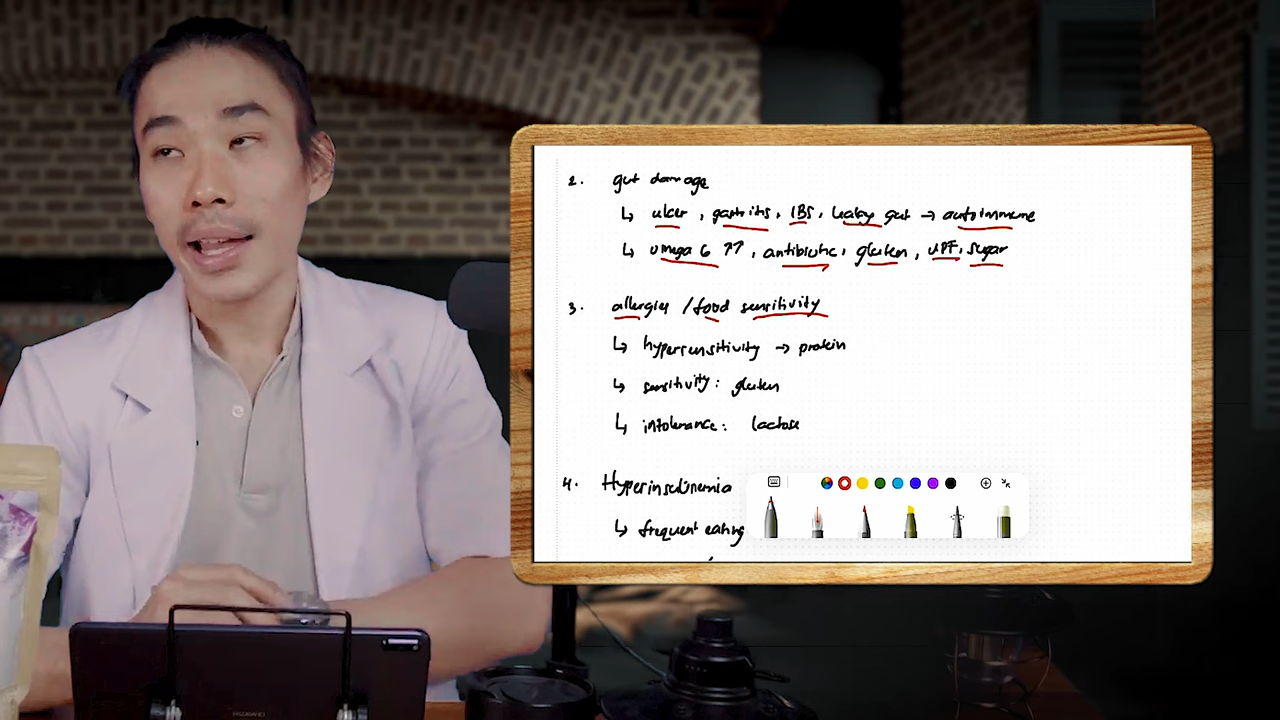 2. gut damage
↳ ulcer, gastritis, IBS, leaky gut → autoimmune
↳ omega 6 ↑↑, antibiotic, gluten, UPF, sugar
3. allergies / food sensitivity
↳ hypersensitivity → protein
↳ sensitivity: gluten
↳ intolerance: lactose
4. Hyperinsulinemia
↳ frequent eating
HUAWEI